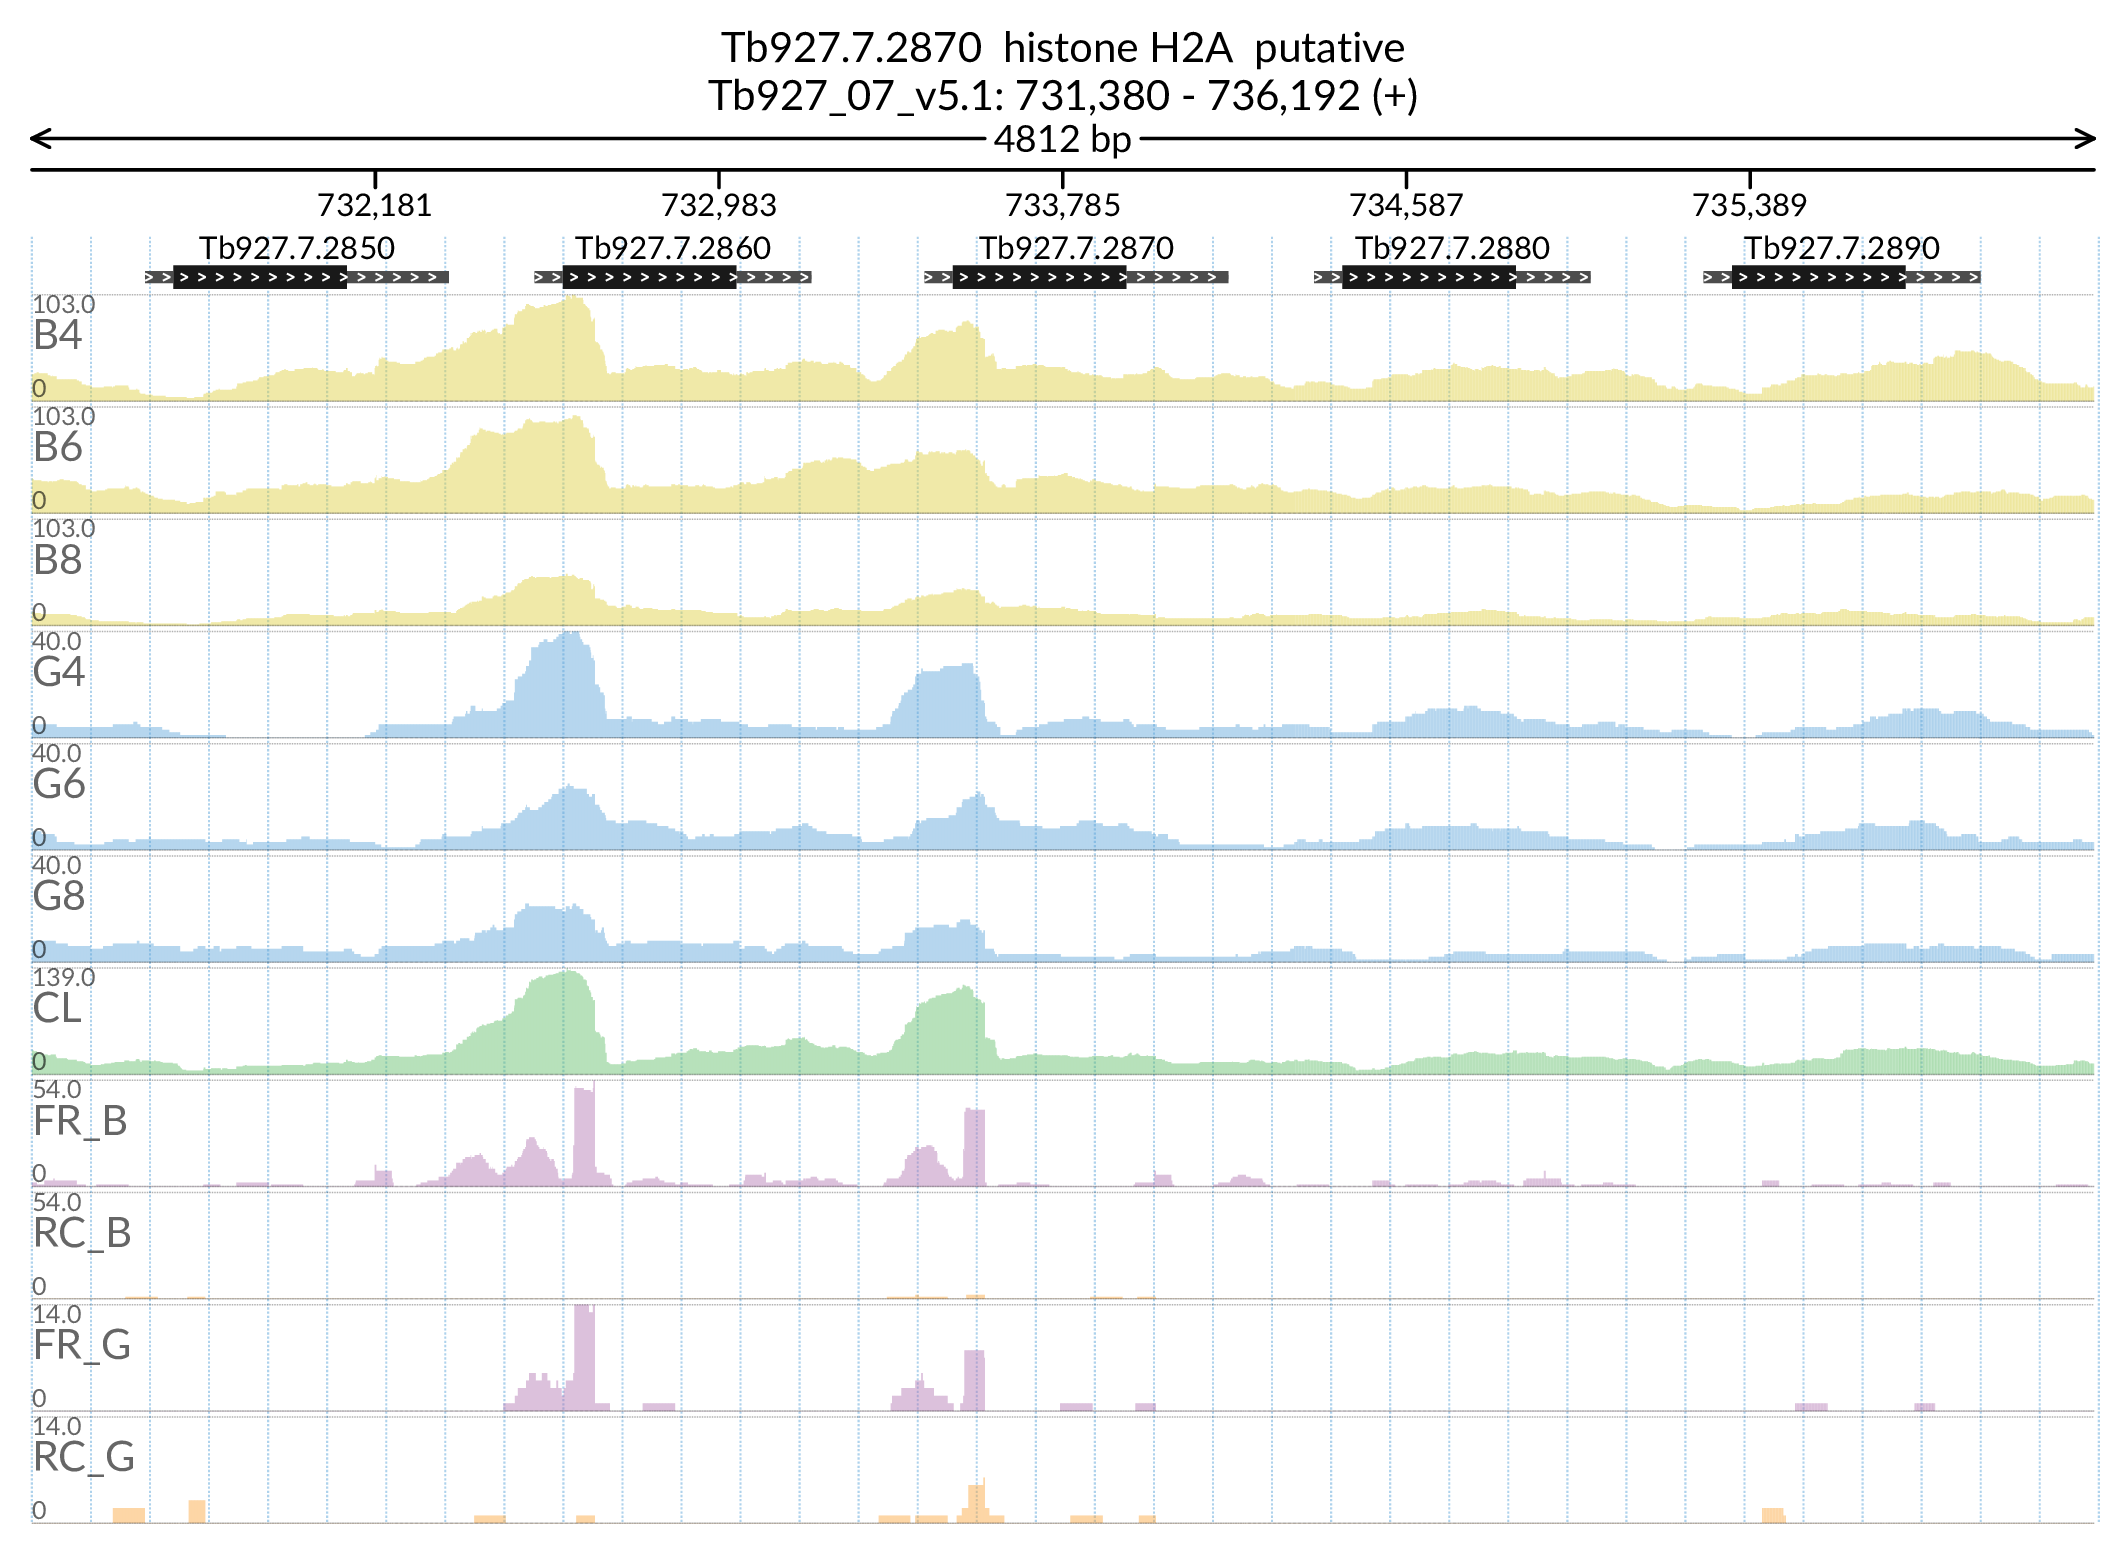 Tb927.7.2870  histone H2A  putative
Tb927_07_v5.1: 731,380 - 736,192 (+)
4812 bp
732,181 732,983 733,785 734,587 735,389
Tb927.7.2850 Tb927.7.2860 Tb927.7.2870 Tb927.7.2880 Tb927.7.2890
103.0
B4
0
103.0
B6
0
103.0
B8
0
40.0
G4
0
40.0
G6
0
40.0
G8
0
139.0
CL
0
54.0
FR_B
0
54.0
RC_B
0
14.0
FR_G
0
14.0
RC_G
0